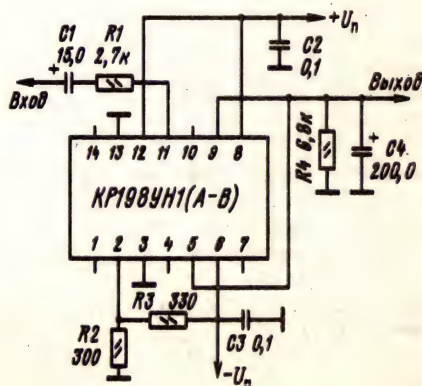 +Uп
C1
15,0
R1
2,7к
C2
0,1
Вход
Выход
14 13 12 11 10 9 8
R4 6,8к
C4
200,0
КР198УН1(А-В)
1 2 3 4 5 6 7
R3 330
R2
300
C3 0,1
-Uп